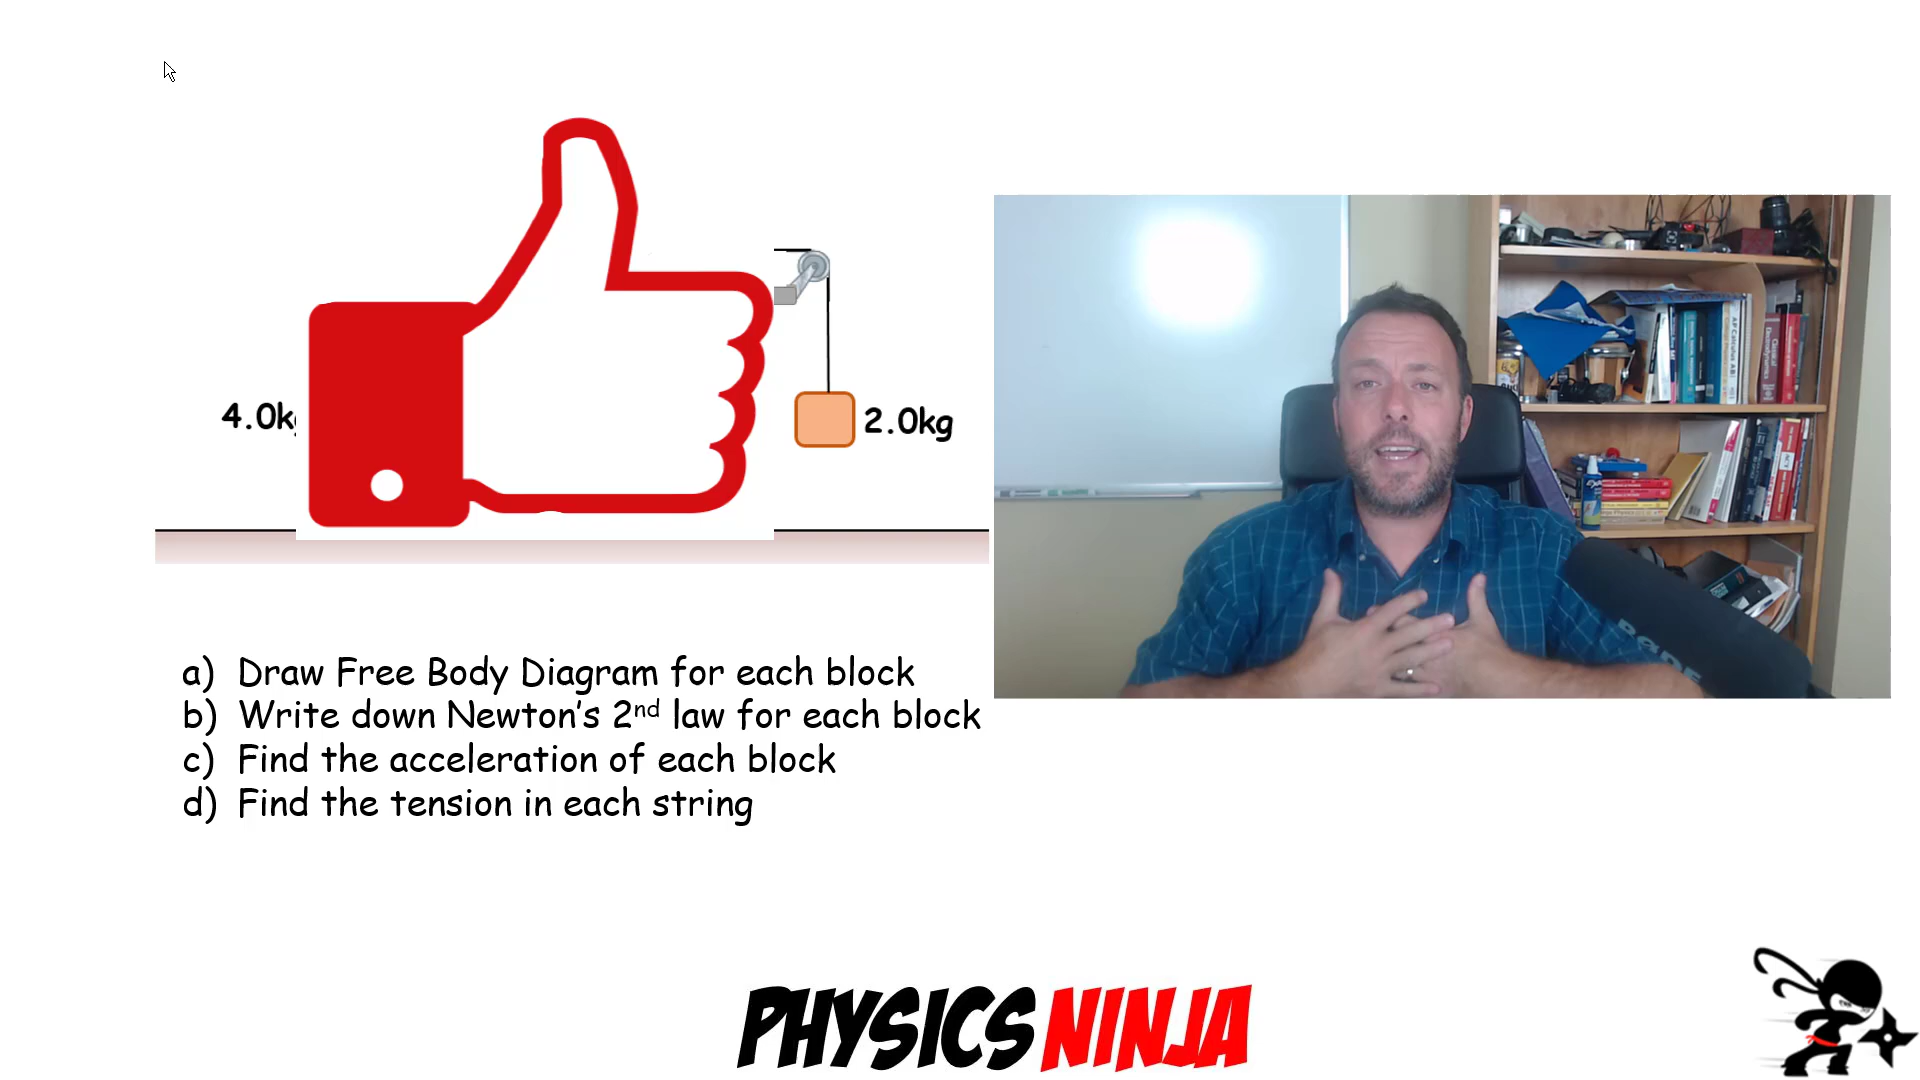 4.0k
2.0kg
a) Draw Free Body Diagram for each block
b) Write down Newton's 2nd law for each block
c) Find the acceleration of each block
d) Find the tension in each string
PHYSICS NINJA